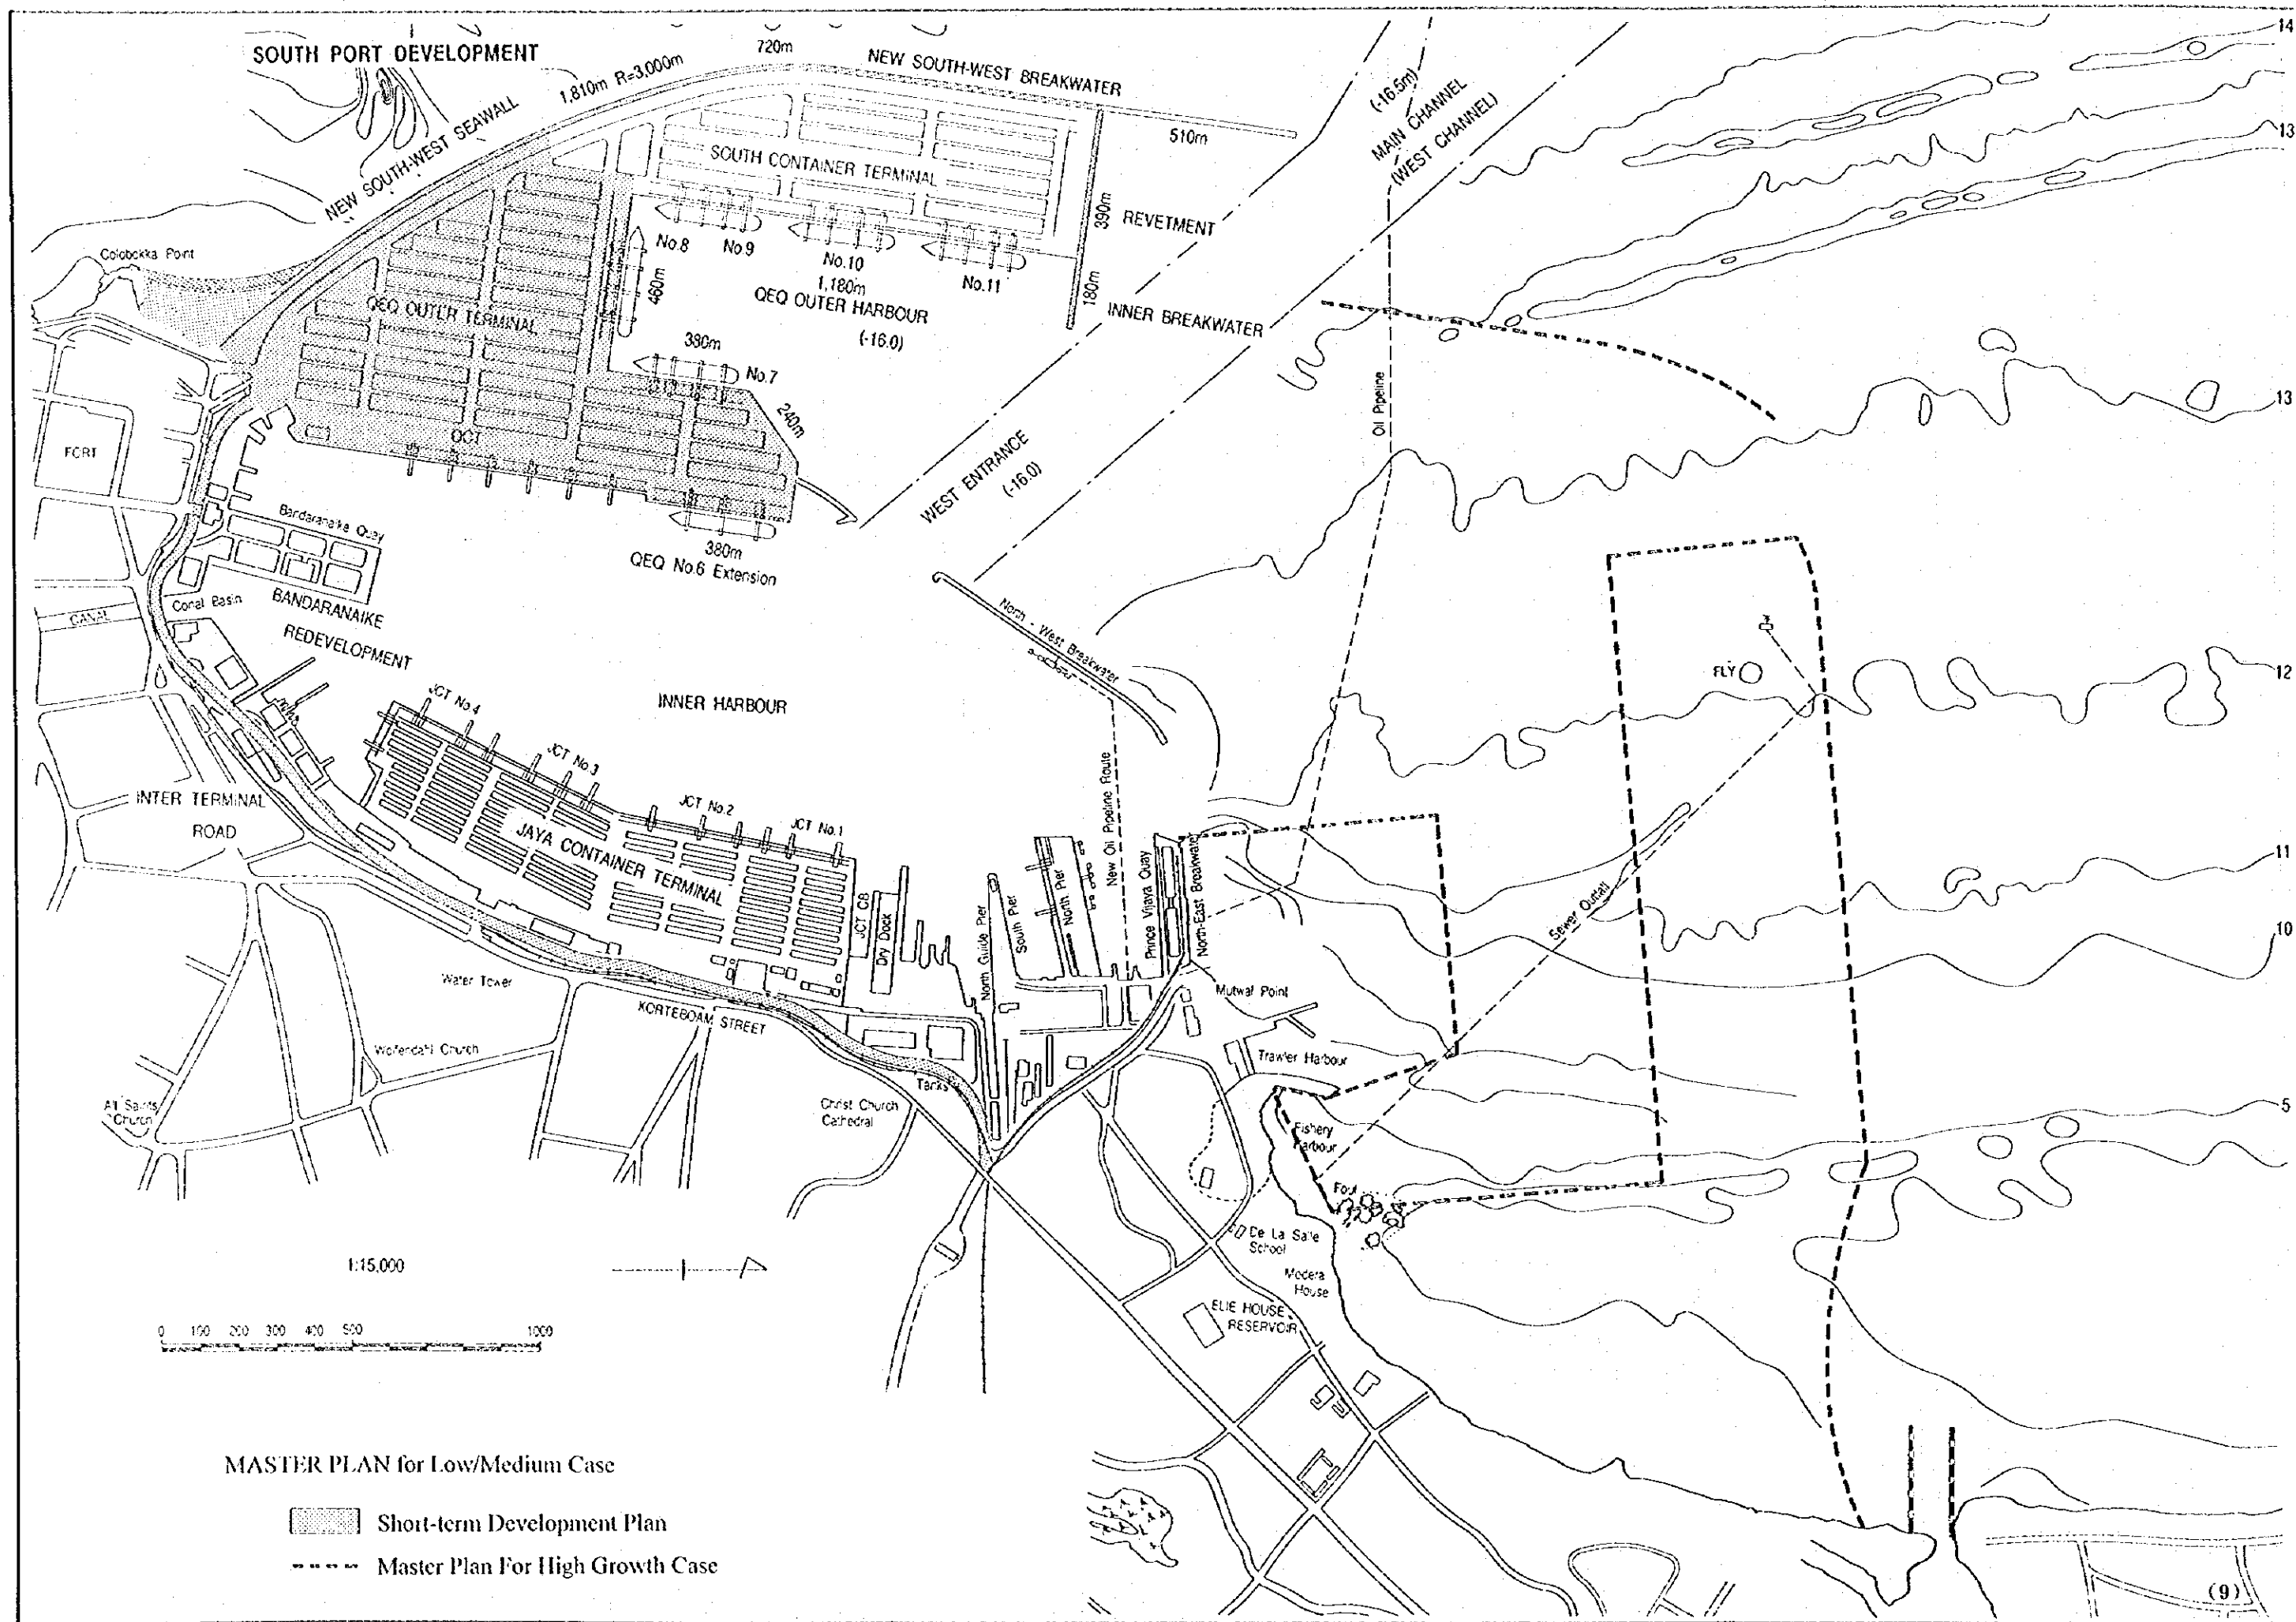 SOUTH PORT DEVELOPMENT
720m
NEW SOUTH-WEST BREAKWATER
1,810m R=3,000m
NEW SOUTH-WEST SEAWALL
510m
(-16.5m)
MAIN CHANNEL
(WEST CHANNEL)
14
13
13
12
11
10
5
SOUTH CONTAINER TERMINAL
390m
REVETMENT
No.8
No.9
No.10
No.11
1,180m
QEQ OUTER HARBOUR
(-16.0)
460m
180m
INNER BREAKWATER
Colobokka Point
QEQ OUTER TERMINAL
380m
No.7
240m
Oil Pipeline
FORT
OCT
WEST ENTRANCE
(-16.0)
Bandaranaike Quay
380m
QEQ No.6 Extension
Canal Basin
CANAL
BANDARANAIKE
REDEVELOPMENT
North - West Breakwater
FLY
INNER HARBOUR
JCT No.4
JCT No.3
JCT No.2
JCT No.1
New Oil Pipeline Route
INTER TERMINAL
ROAD
JAYA CONTAINER TERMINAL
JCT CB
Dry Dock
North Guide Pier
South Pier
North Pier
Prince Vijaya Quay
North-East Breakwater
Sewer Outfall
Water Tower
KORTEBOAM STREET
Mutwal Point
Wolfendahl Church
Trawler Harbour
Tanks
All Saints
Church
Christ Church
Cathedral
Fishery
Harbour
Foul
De La Salle
School
Modera
House
ELIE HOUSE
RESERVOIR
1:15,000
0 100 200 300 400 500 1000
MASTER PLAN for Low/Medium Case
Short-term Development Plan
Master Plan For High Growth Case
(9)